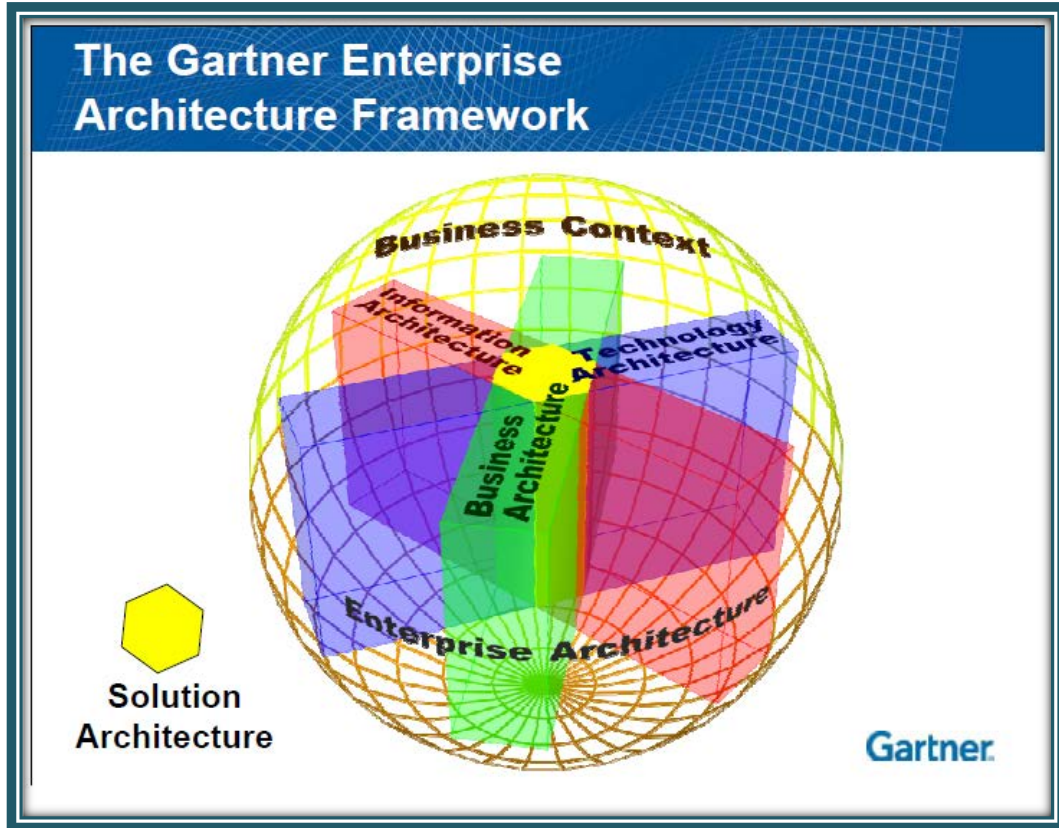 The Gartner Enterprise
Architecture Framework
Business Context
Information
Architecture
Technology
Architecture
Business
Architecture
Enterprise Architecture
Solution
Architecture
Gartner.